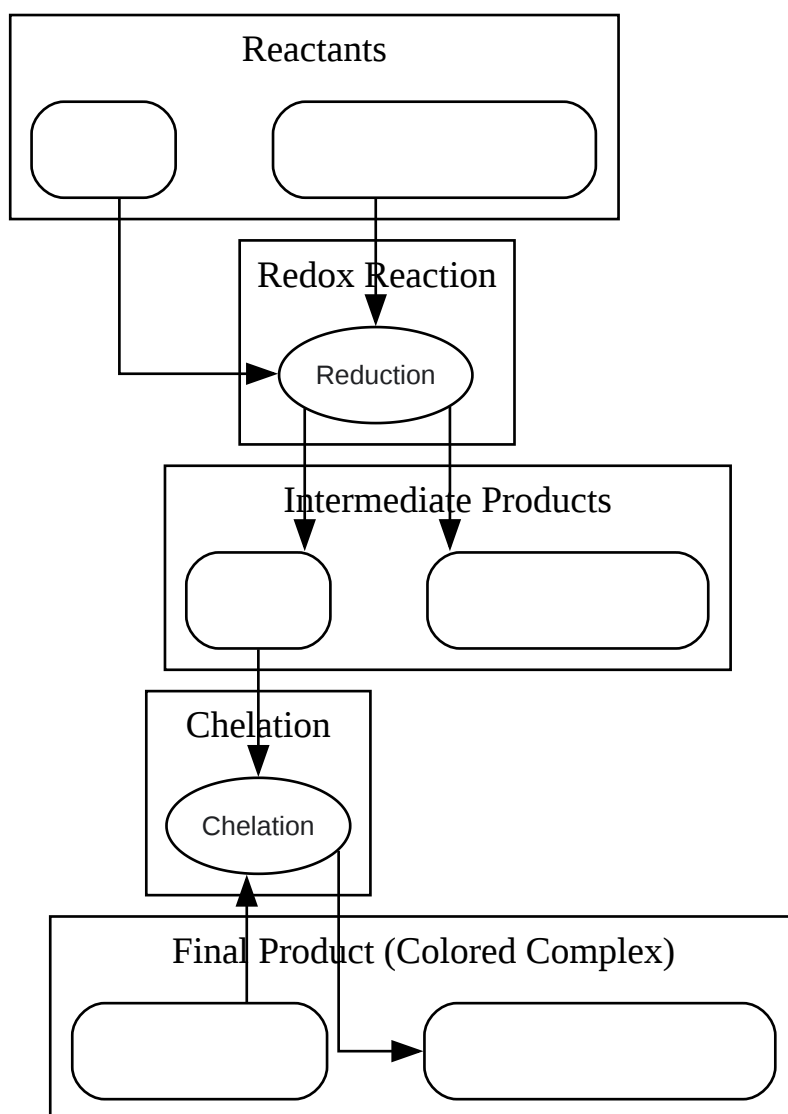 Reactants
Redox Reaction
Reduction
Intermediate Products
Chelation
Chelation
Final Product (Colored Complex)